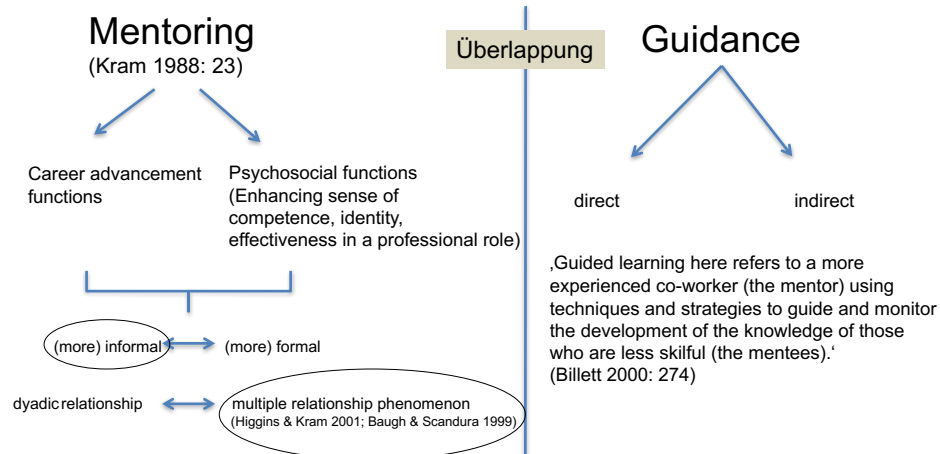 Mentoring
(Kram 1988: 23)
Career advancement
functions
Psychosocial functions
(Enhancing sense of
competence, identity,
effectiveness in a professional role)
(more) informal
(more) formal
dyadic relationship
multiple relationship phenomenon
(Higgins & Kram 2001; Baugh & Scandura 1999)
Überlappung
Guidance
direct
indirect
‚Guided learning here refers to a more
experienced co-worker (the mentor) using
techniques and strategies to guide and monitor
the development of the knowledge of those
who are less skilful (the mentees).‘
(Billett 2000: 274)